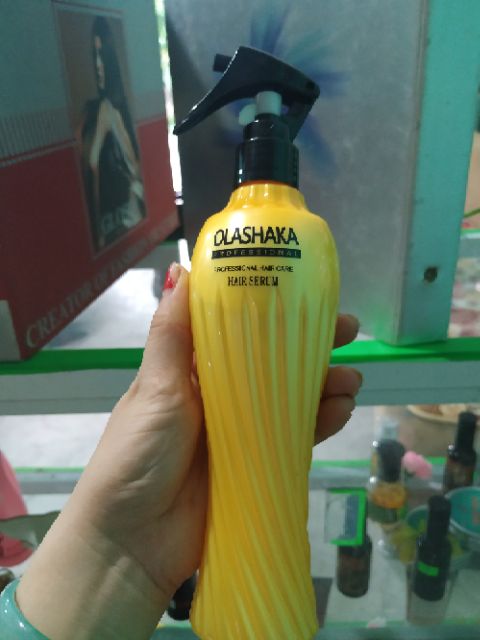 OLASHAKA
PROFESSIONAL
PROFESSIONAL HAIR CARE
HAIR SERUM
CREATOR OF FASHION